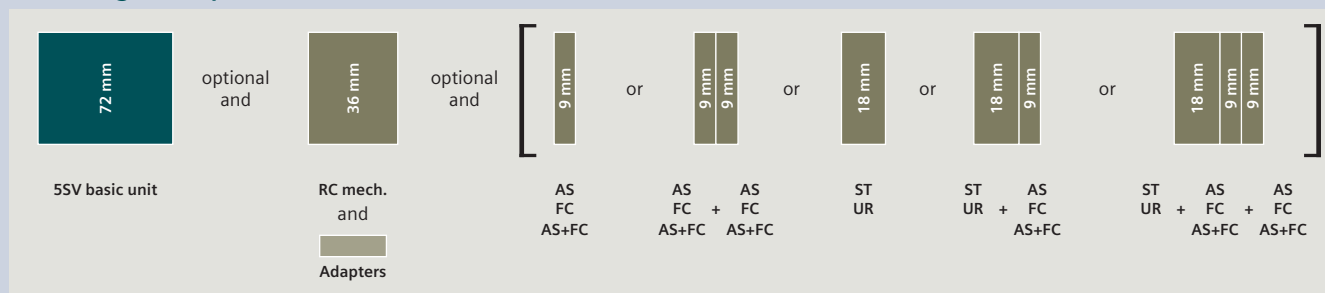 72 mm
optional
and
36 mm
optional
and
9 mm
or
9 mm
9 mm
or
18 mm
or
18 mm
9 mm
or
18 mm
9 mm
9 mm
5SV basic unit
RC mech.
and
Adapters
AS
FC
AS+FC
AS AS
FC + FC
AS+FC AS+FC
ST
UR
ST AS
UR + FC
AS+FC
ST AS AS
UR + FC + FC
AS+FC AS+FC